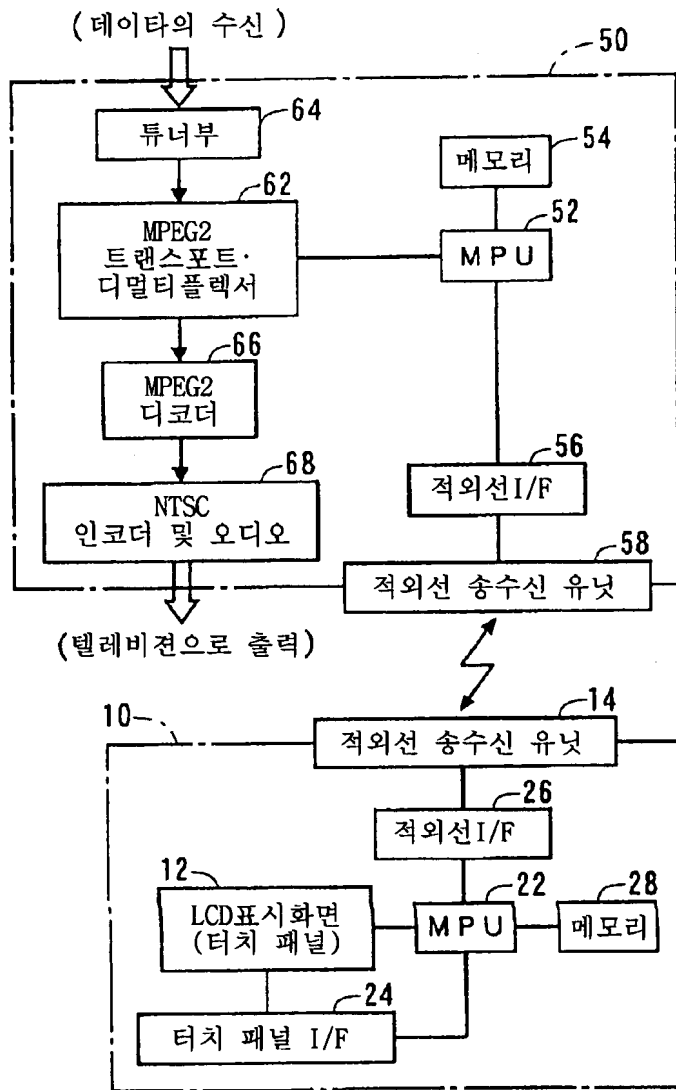 (데이타의 수신)
50
64
튜너부
54
메모리
62
MPEG2
트랜스포트·
디멀티플렉서
52
MPU
66
MPEG2
디코더
56
적외선I/F
68
NTSC
인코더 및 오디오
58
적외선 송수신 유닛
(텔레비젼으로 출력)
10
14
적외선 송수신 유닛
26
적외선I/F
12
LCD표시화면
(터치 패널)
22
MPU
28
메모리
24
터치 패널 I/F